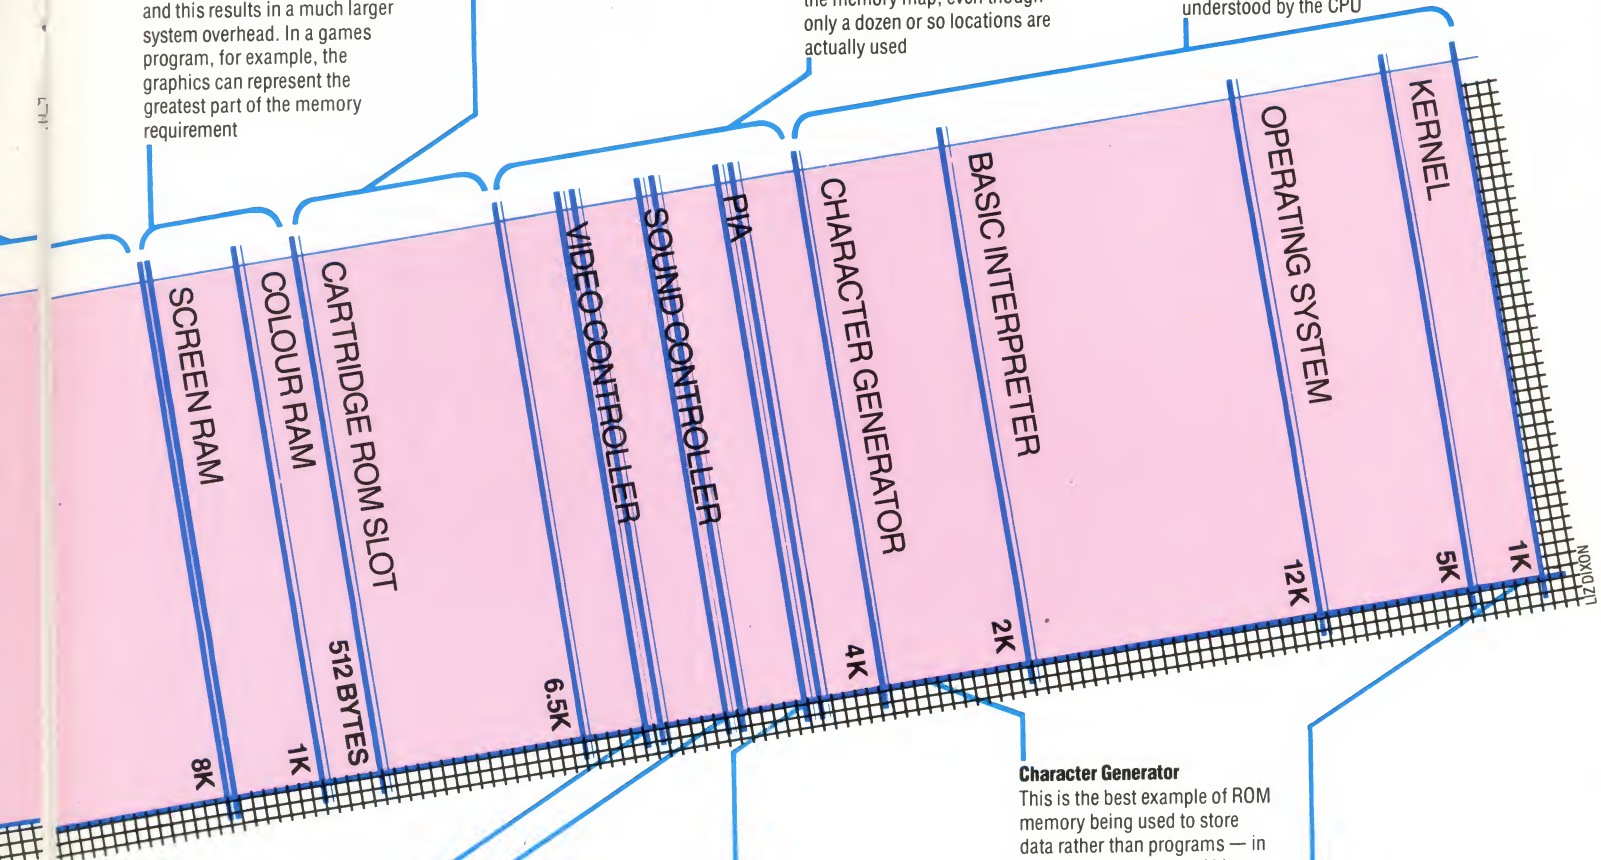 and this results in a much larger
system overhead. In a games
program, for example, the
graphics can represent the
greatest part of the memory
requirement
only a dozen or so locations are
actually used
understood by the CPU
SCREEN RAM
COLOUR RAM
CARTRIDGE ROM SLOT
VIDEO CONTROLLER
SOUND CONTROLLER
PIA
CHARACTER GENERATOR
BASIC INTERPRETER
OPERATING SYSTEM
KERNEL
8K
1K
512 BYTES
6.5K
4K
2K
12K
5K
1K
LIZ DIXON
Character Generator
This is the best example of ROM
memory being used to store
data rather than programs — in